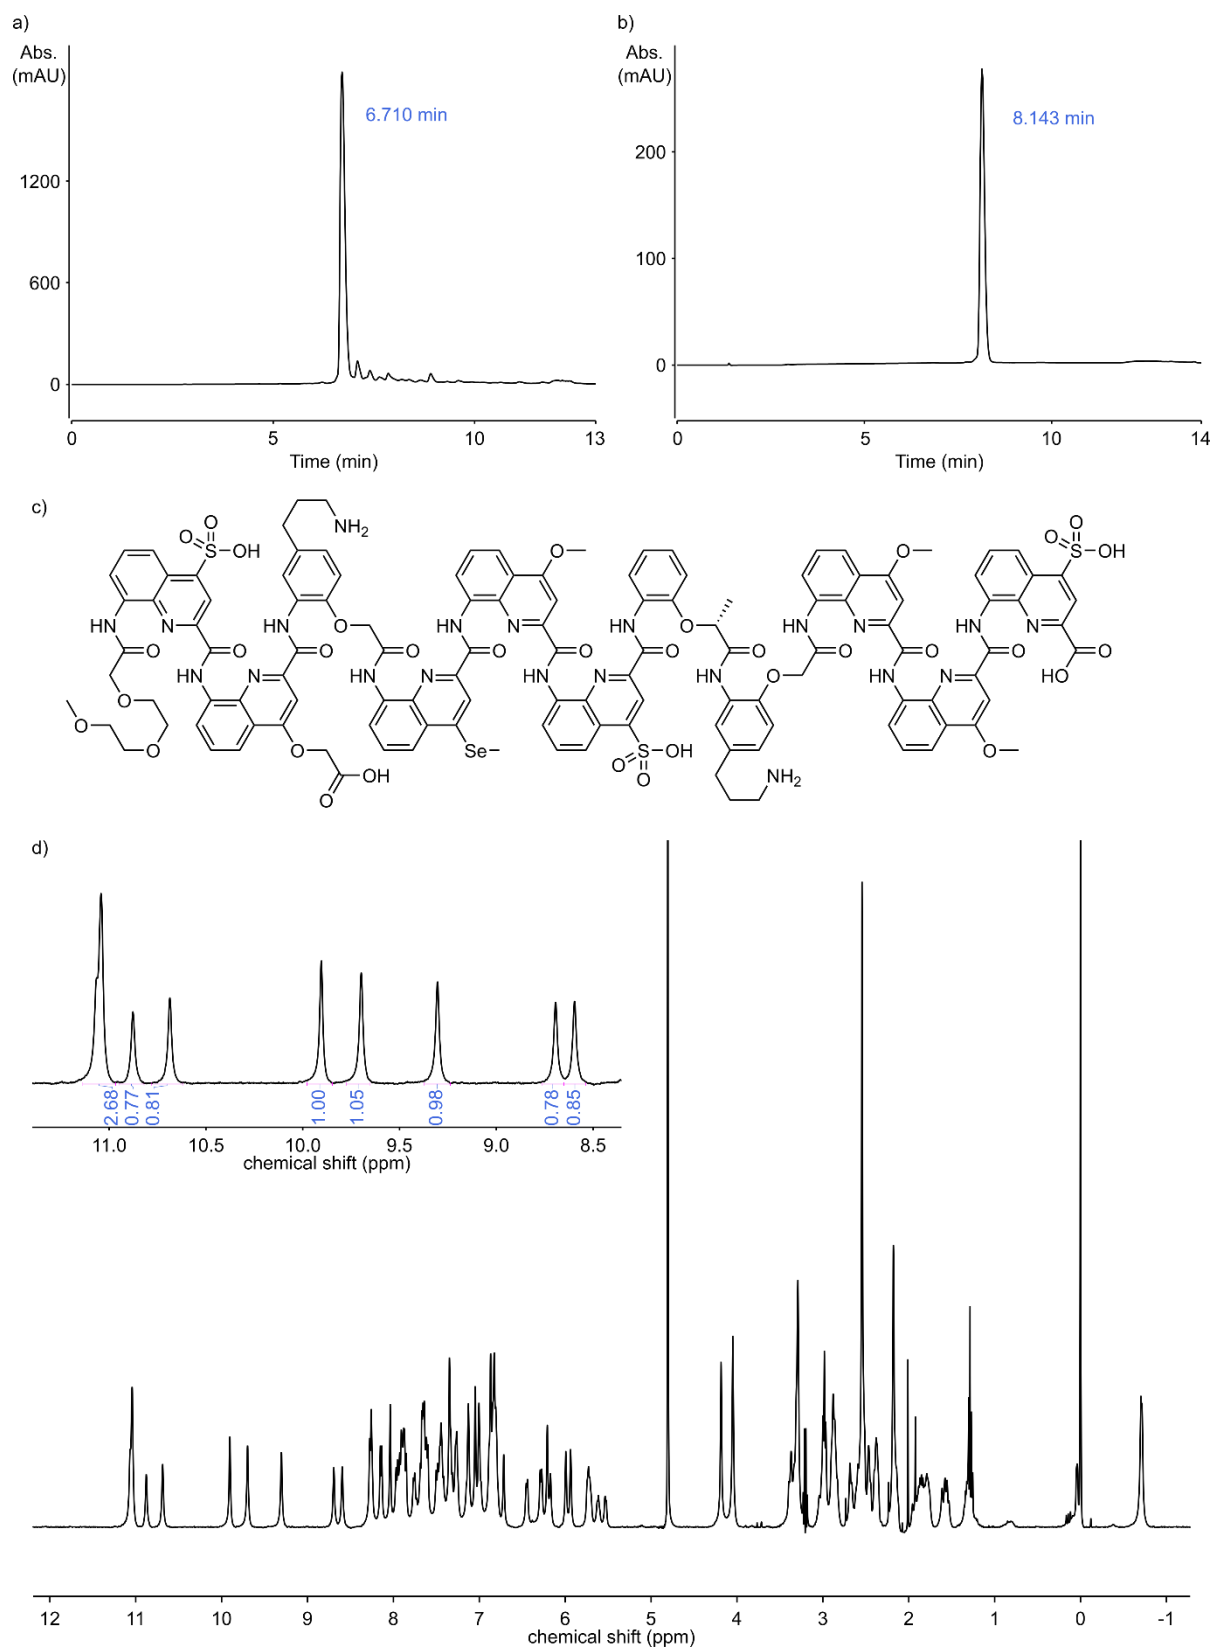 a)
Abs.
(mAU)
6.710 min
1200
600
0
0 5 10 13
Time (min)
b)
Abs.
(mAU)
8.143 min
200
100
0
0 5 10 14
Time (min)
c)
O O S OH
NH2
O
O O S OH
HN N O
HN O
O
HN N O
HN O
O
HN N O
HN O
O
O
O
O
HN N O
HN O
O
HN N O
HN N O
HN O
HN O
HN N O
HO O
O
O
OH
O
Se
O O S OH
NH2
O
d)
2.68 0.77 0.81 1.00 1.05 0.98 0.78 0.85
11.0 10.5 10.0 9.5 9.0 8.5
chemical shift (ppm)
12 11 10 9 8 7 6 5 4 3 2 1 0 -1
chemical shift (ppm)